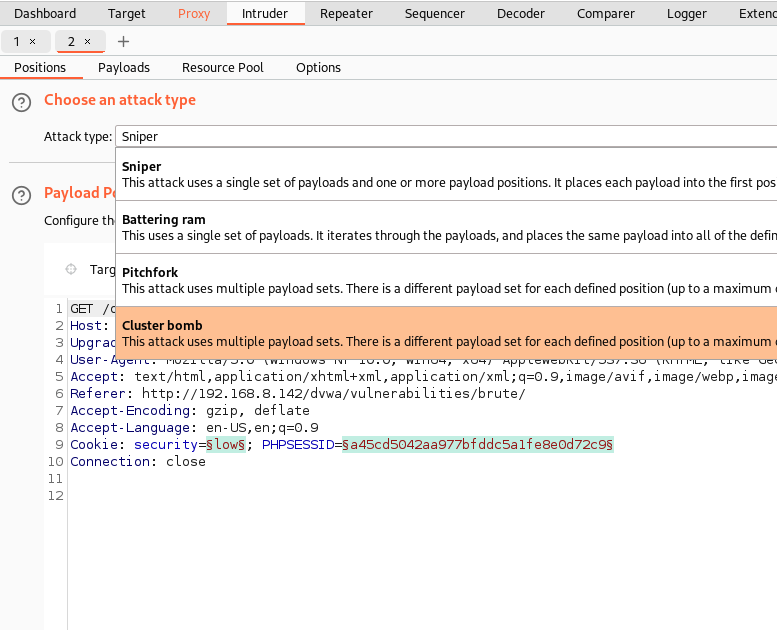 Dashboard Target Proxy Intruder Repeater Sequencer Decoder Comparer Logger Extenc
1 × 2 × +
Positions Payloads Resource Pool Options
? Choose an attack type
Attack type: Sniper
Sniper
This attack uses a single set of payloads and one or more payload positions. It places each payload into the first pos
? Payload Po
Battering ram
Configure th
This uses a single set of payloads. It iterates through the payloads, and places the same payload into all of the defin
Targ
Pitchfork
This attack uses multiple payload sets. There is a different payload set for each defined position (up to a maximum
1 GET /
Cluster bomb
2 Host:
This attack uses multiple payload sets. There is a different payload set for each defined position (up to a maximum
3 Upgrad
4 User-Agent: Mozilla/5.0 (Windows NT 10.0; Win64; x64) AppleWebKit/537.36 (KHTML, like Gec
5 Accept: text/html,application/xhtml+xml,application/xml;q=0.9,image/avif,image/webp,image
6 Referer: http://192.168.8.142/dvwa/vulnerabilities/brute/
7 Accept-Encoding: gzip, deflate
8 Accept-Language: en-US,en;q=0.9
9 Cookie: security=§low§; PHPSESSID=§a45cd5042aa977bfddc5a1fe8e0d72c9§
10 Connection: close
11
12